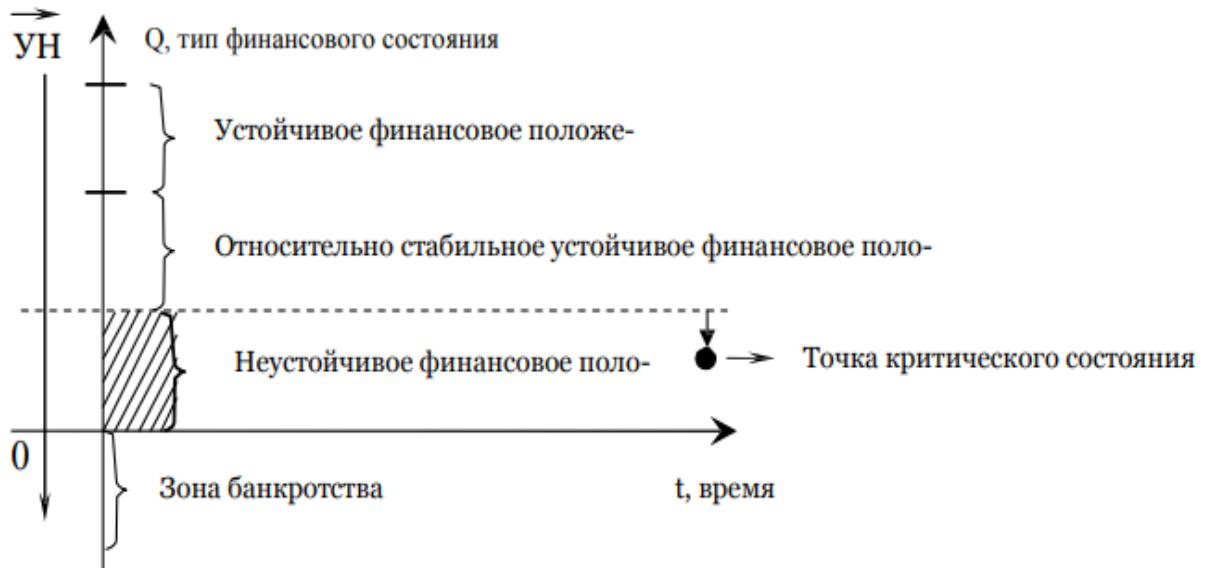 УН
Q, тип финансового состояния
Устойчивое финансовое положе-
Относительно стабильное устойчивое финансовое поло-
Неустойчивое финансовое поло-
Точка критического состояния
0
Зона банкротства
t, время